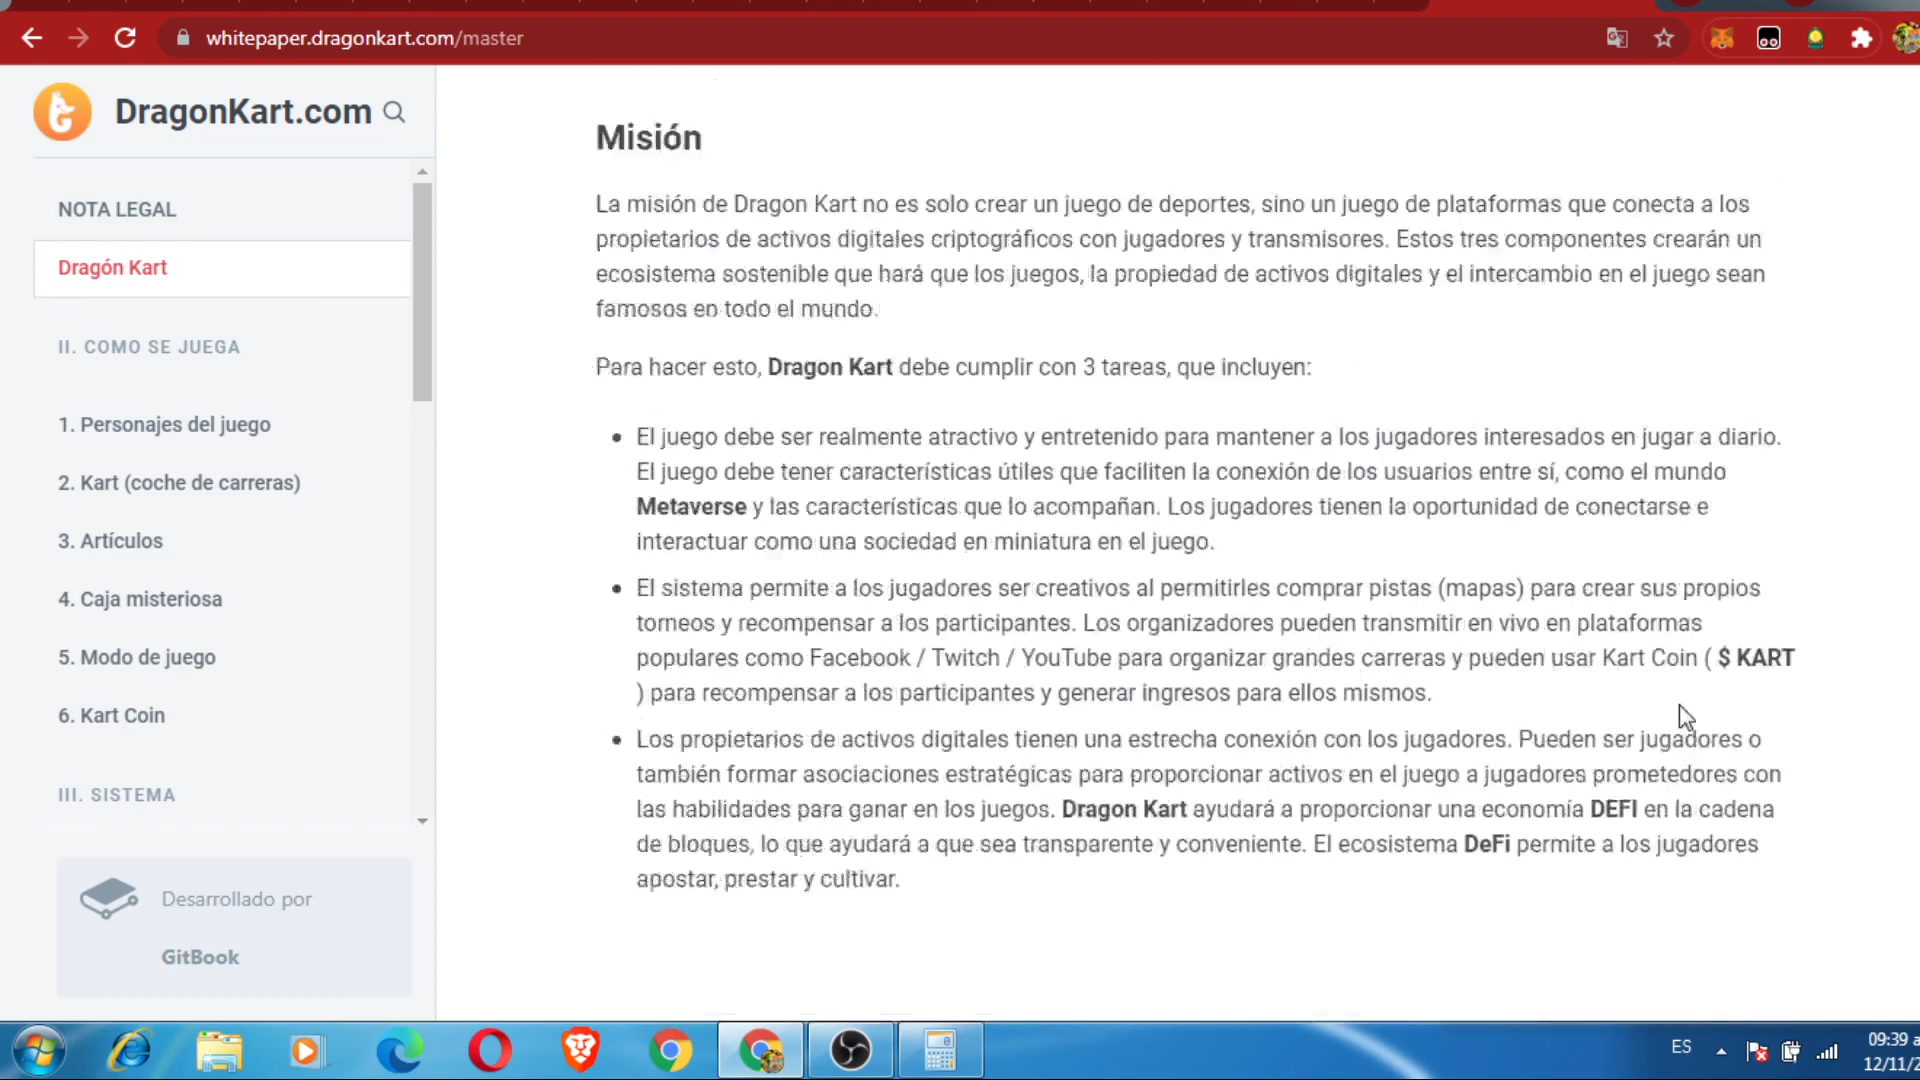 whitepaper.dragonkart.com/master
DragonKart.com
NOTA LEGAL
Dragón Kart
II. COMO SE JUEGA
1. Personajes del juego
2. Kart (coche de carreras)
3. Artículos
4. Caja misteriosa
5. Modo de juego
6. Kart Coin
III. SISTEMA
Desarrollado por
GitBook
Misión
La misión de Dragon Kart no es solo crear un juego de deportes, sino un juego de plataformas que conecta a los
propietarios de activos digitales criptográficos con jugadores y transmisores. Estos tres componentes crearán un
ecosistema sostenible que hará que los juegos, la propiedad de activos digitales y el intercambio en el juego sean
famosos en todo el mundo.
Para hacer esto, Dragon Kart debe cumplir con 3 tareas, que incluyen:
• El juego debe ser realmente atractivo y entretenido para mantener a los jugadores interesados en jugar a diario.
El juego debe tener características útiles que faciliten la conexión de los usuarios entre sí, como el mundo
Metaverse y las características que lo acompañan. Los jugadores tienen la oportunidad de conectarse e
interactuar como una sociedad en miniatura en el juego.
• El sistema permite a los jugadores ser creativos al permitirles comprar pistas (mapas) para crear sus propios
torneos y recompensar a los participantes. Los organizadores pueden transmitir en vivo en plataformas
populares como Facebook / Twitch / YouTube para organizar grandes carreras y pueden usar Kart Coin ( $ KART
) para recompensar a los participantes y generar ingresos para ellos mismos.
• Los propietarios de activos digitales tienen una estrecha conexión con los jugadores. Pueden ser jugadores o
también formar asociaciones estratégicas para proporcionar activos en el juego a jugadores prometedores con
las habilidades para ganar en los juegos. Dragon Kart ayudará a proporcionar una economía DEFI en la cadena
de bloques, lo que ayudará a que sea transparente y conveniente. El ecosistema DeFi permite a los jugadores
apostar, prestar y cultivar.
ES
09:39 a
12/11/2